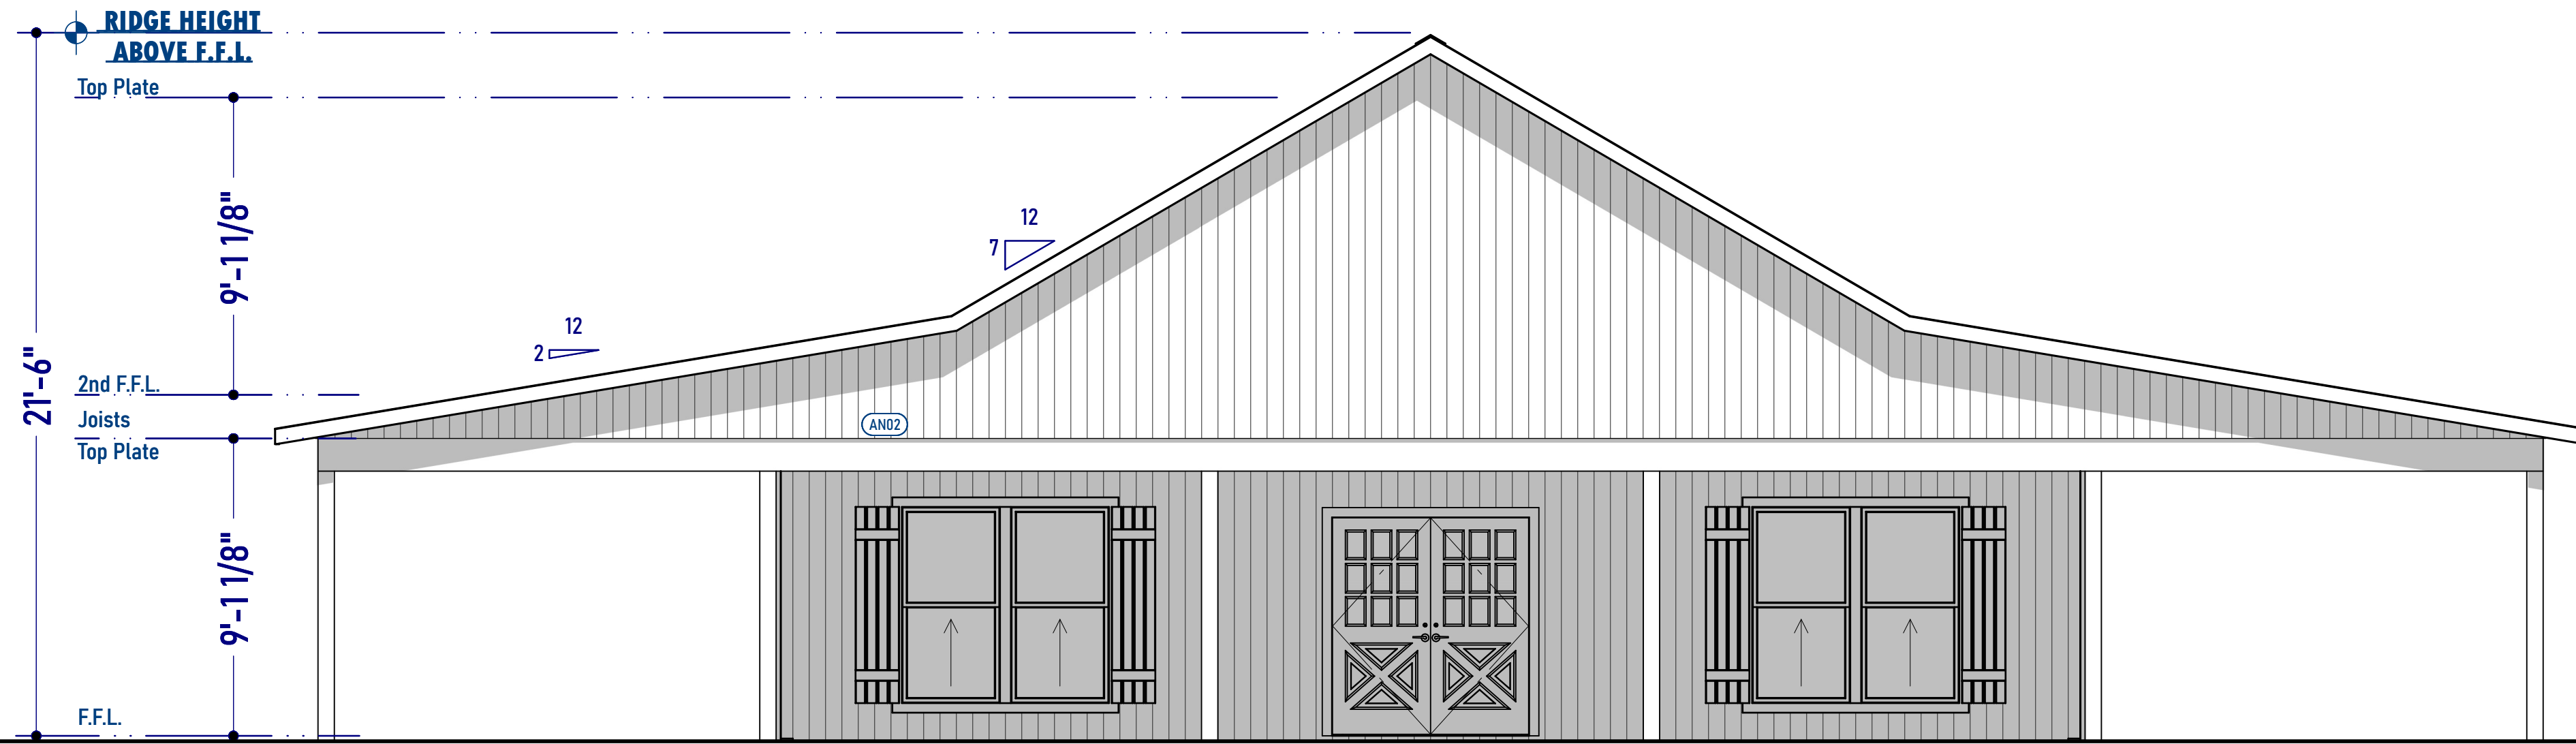 RIDGE HEIGHT
ABOVE F.F.L.
Top Plate
9'-1 1/8"
12
7
12
2
21'-6"
2nd F.F.L.
Joists
Top Plate
AN02
9'-1 1/8"
F.F.L.